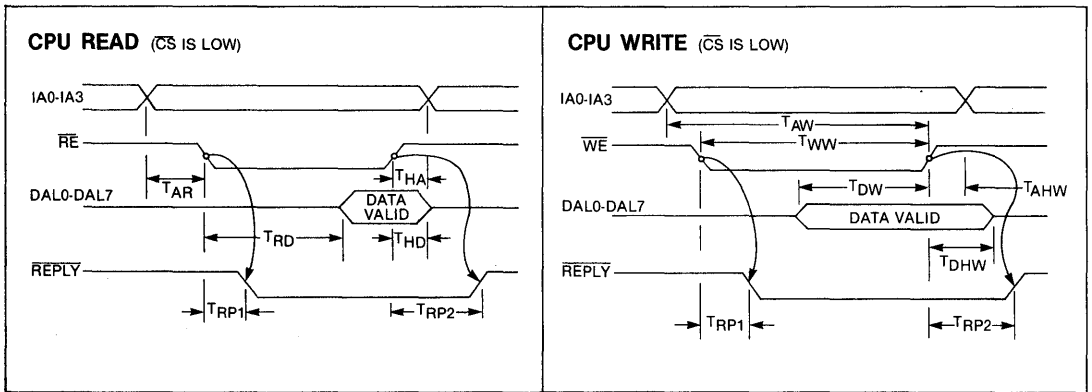 CPU READ (CS IS LOW)
IA0-IA3
RE
TAR
THA
DAL0-DAL7
DATA
VALID
TRD
THD
REPLY
TRP1
TRP2
CPU WRITE (CS IS LOW)
IA0-IA3
TAW
TWW
WE
TDW
TAHW
DAL0-DAL7
DATA VALID
TDHW
REPLY
TRP1
TRP2